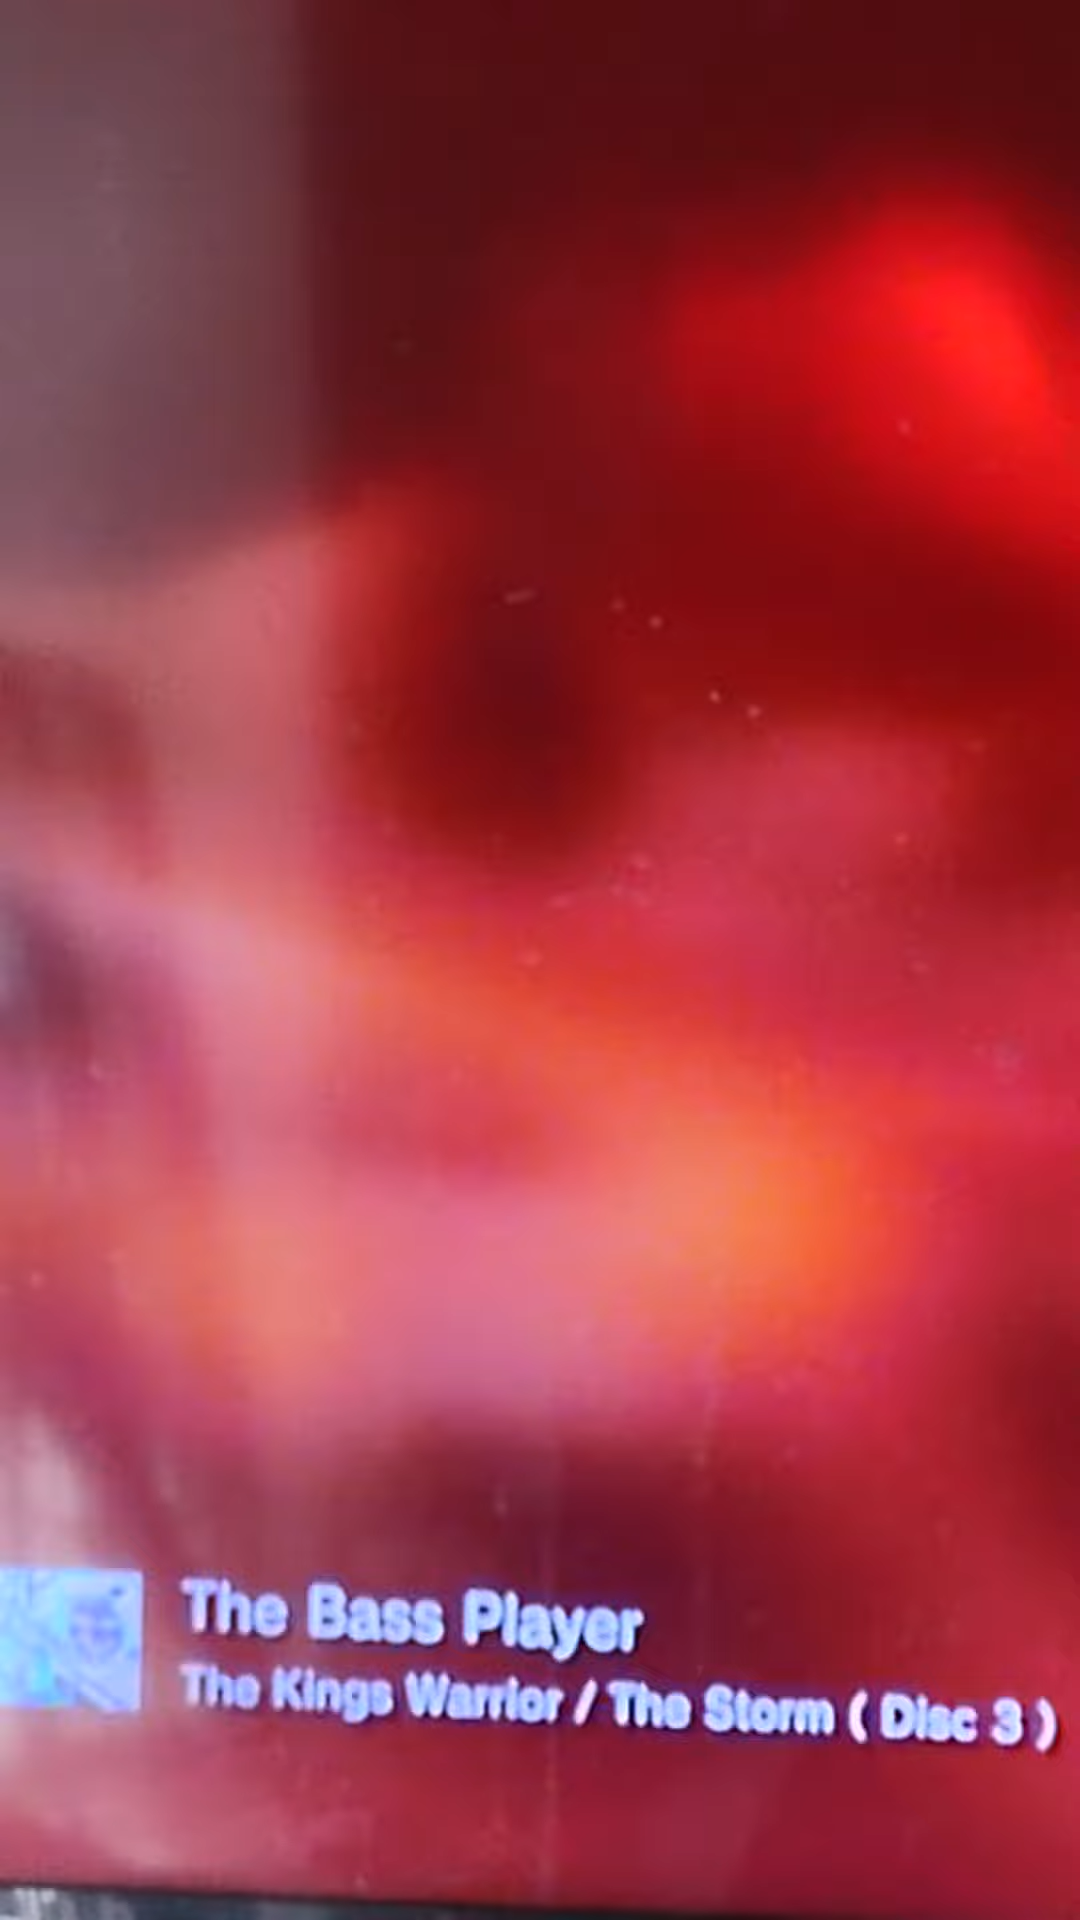 The Bass Player
The Kings Warrior / The Storm ( Disc 3 )